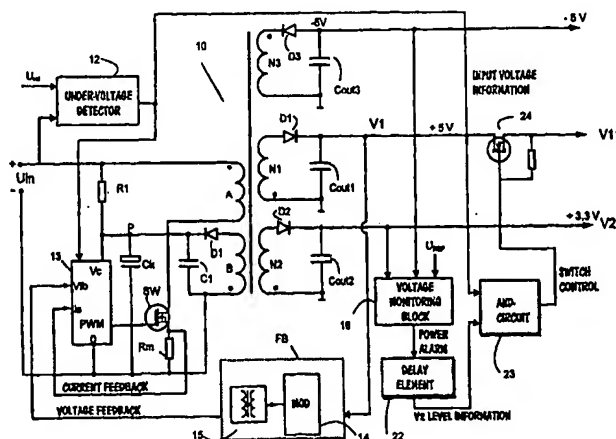 12
10
-5V
- 5 V
D3
N3
Cout3
UNDER-VOLTAGE
DETECTOR
INPUT VOLTAGE
INFORMATION
24
D1
V1
+5V
V1'
N1
Cout1
+
Uin
-
R1
A
D2
+3,3 V
V2
P
13
Vc
Ck
C1
D1
B
N2
Cout2
Vfb
Is
SW
PWM
0
Rm
VOLTAGE
MONITORING
BLOCK
16
AND-
CIRCUIT
23
SWITCH
CONTROL
POWER
ALARM
FB
DELAY
ELEMENT
22
CURRENT FEEDBACK
VOLTAGE FEEDBACK
15
MOD
14
V2 LEVEL INFORMATION